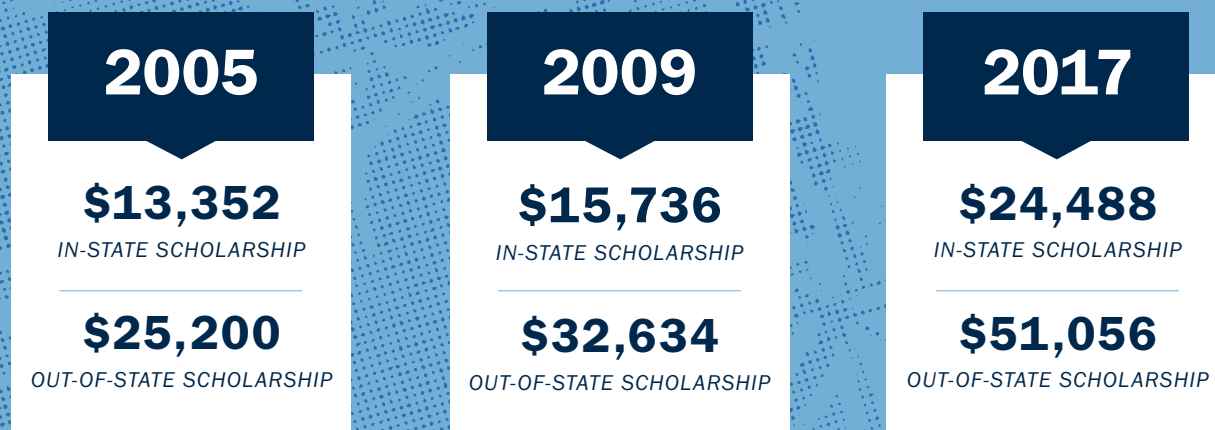 2005
$13,352
IN-STATE SCHOLARSHIP
$25,200
OUT-OF-STATE SCHOLARSHIP
2009
$15,736
IN-STATE SCHOLARSHIP
$32,634
OUT-OF-STATE SCHOLARSHIP
2017
$24,488
IN-STATE SCHOLARSHIP
$51,056
OUT-OF-STATE SCHOLARSHIP